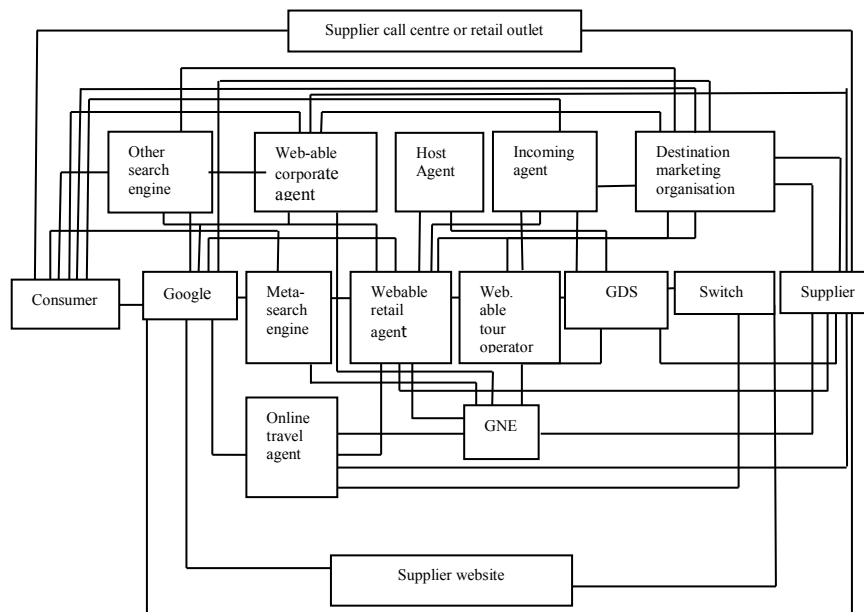 Supplier call centre or retail outlet
Other
search
engine
Web-able
corporate
agent
Host
Agent
Incoming
agent
Destination
marketing
organisation
Consumer
Google
Meta-
search
engine
Webable
retail
agent
Web.
able
tour
operator
GDS
Switch
Supplier
Online
travel
agent
GNE
Supplier website